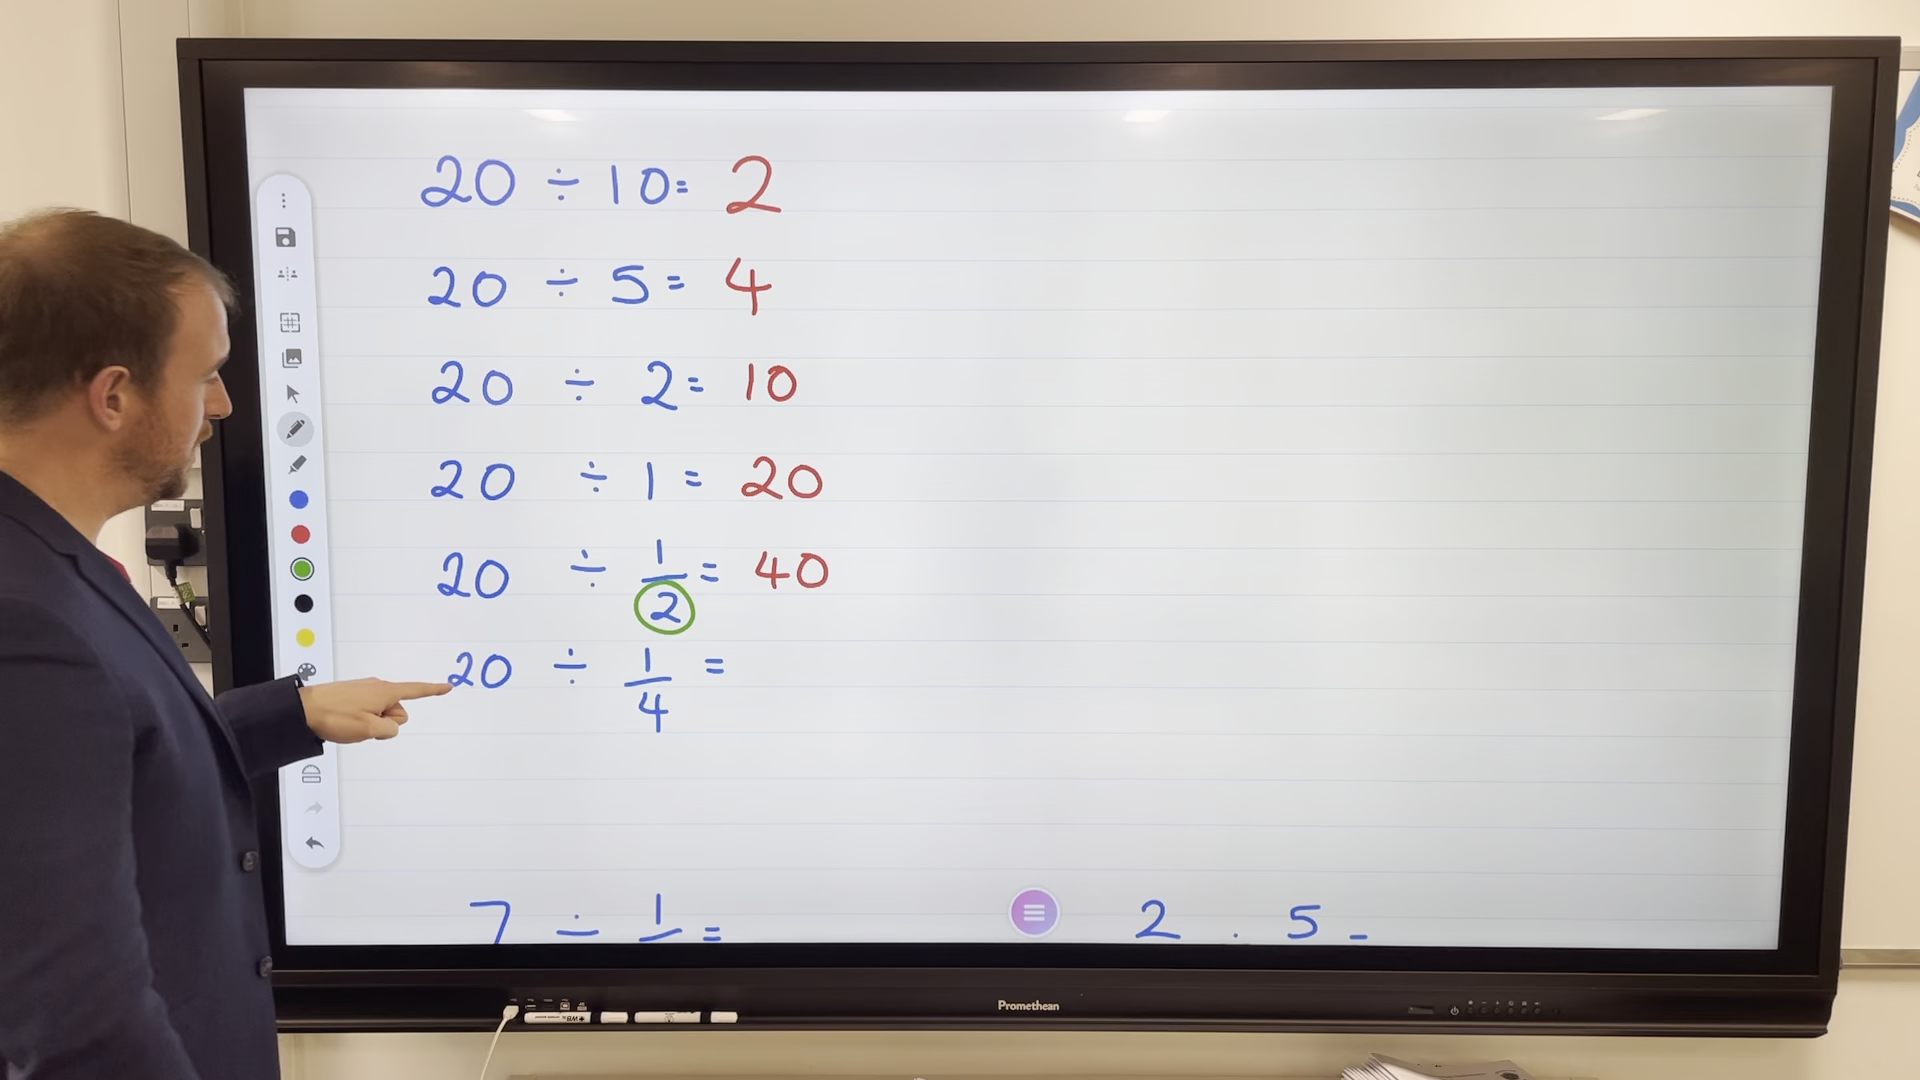 20 ÷ 10 = 2
20 ÷ 5 = 4
20 ÷ 2 = 10
20 ÷ 1 = 20
20 ÷ 1/2 = 40
20 ÷ 1/4 =
7 ÷ 1 =
2 5
Promethean